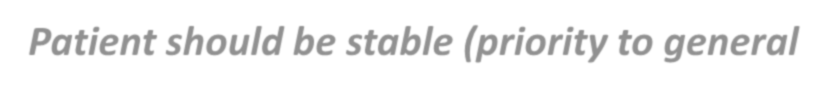 Patient should be stable (priority to general